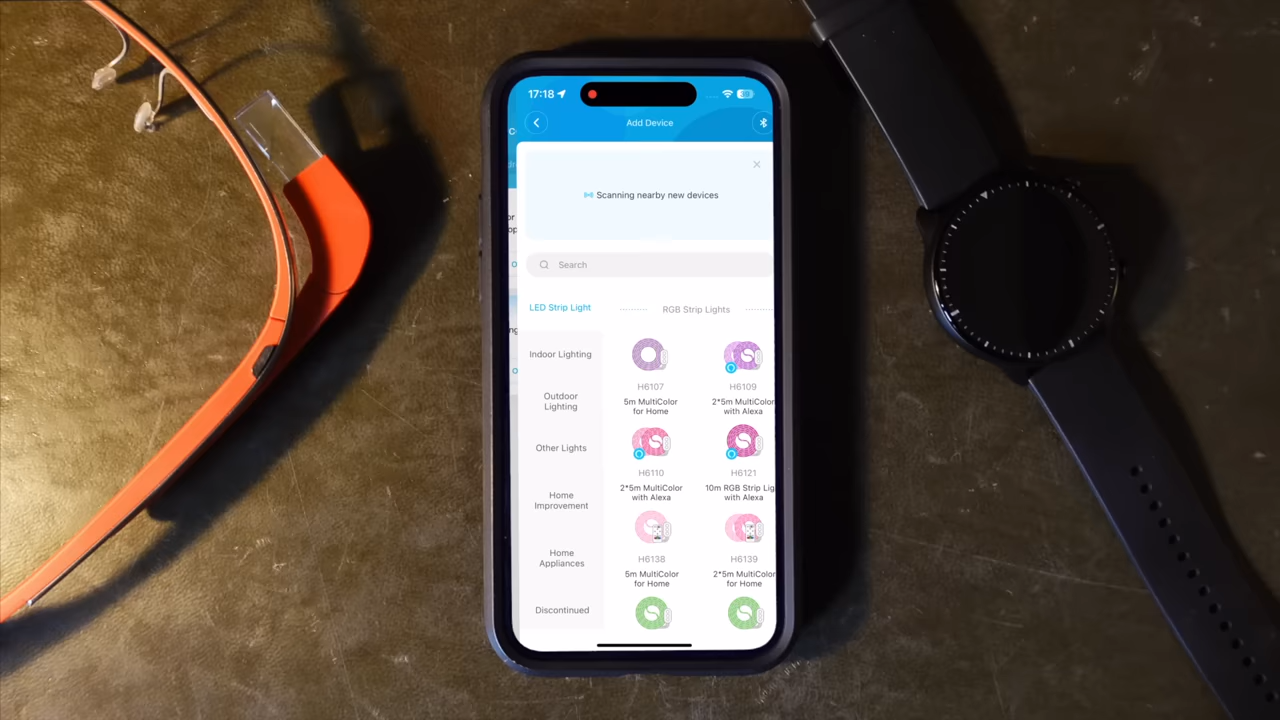 17:18
Add Device
Scanning nearby new devices
Search
LED Strip Light
RGB Strip Lights
Indoor Lighting
Outdoor
Lighting
Other Lights
Home
Improvement
Home
Appliances
Discontinued
H6107
5m MultiColor
for Home
H6109
2*5m MultiColor
with Alexa
H6110
2*5m MultiColor
with Alexa
H6121
10m RGB Strip Lig
with Alexa
H6138
5m MultiColor
for Home
H6139
2*5m MultiColor
for Home